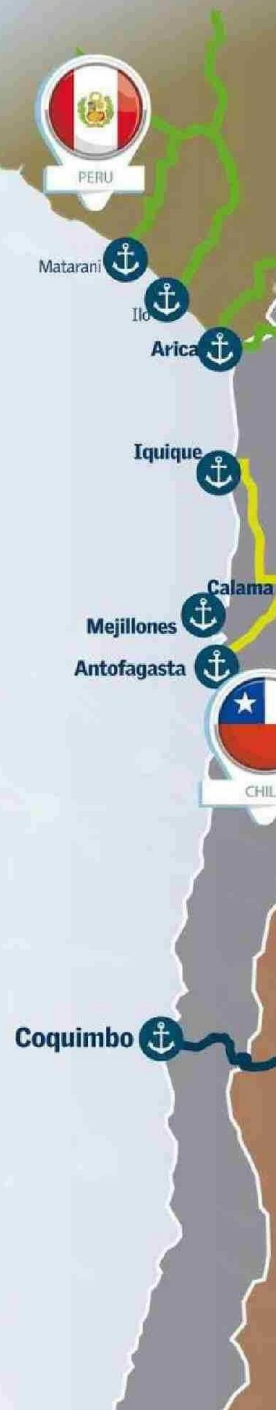 PERU
Matarani
Ilo
Arica
Iquique
Calama
Mejillones
Antofagasta
CHIL
Coquimbo